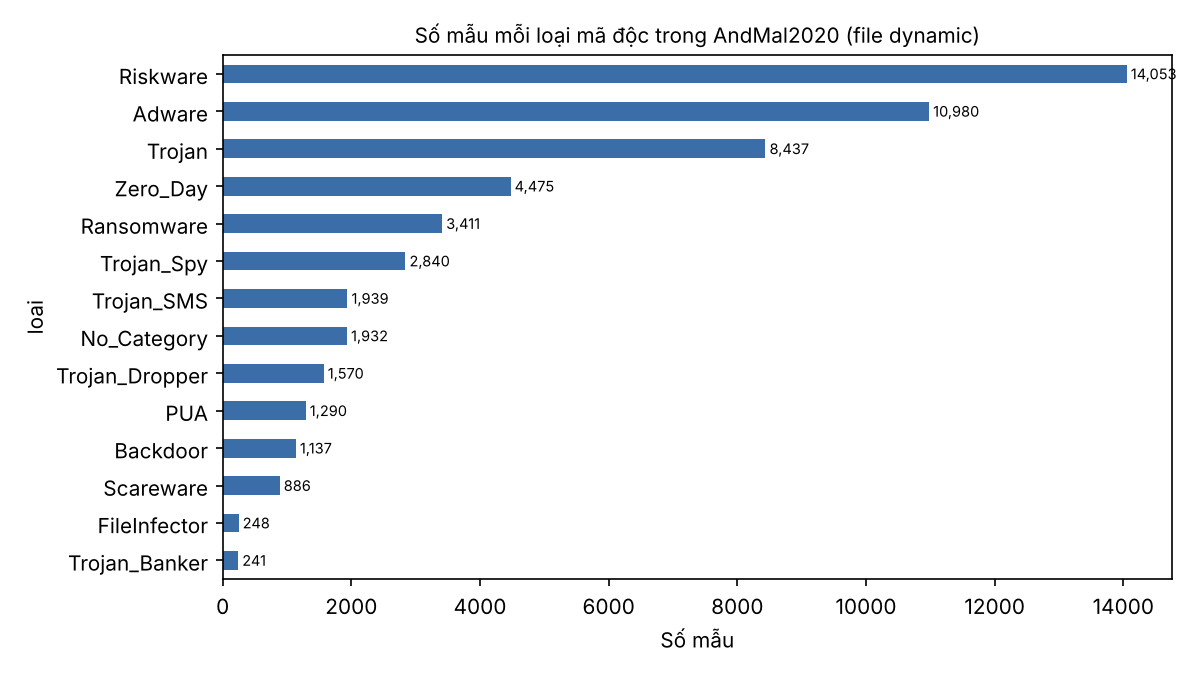 Số mẫu mỗi loại mã độc trong AndMal2020 (file dynamic)
Riskware 14,053
Adware 10,980
Trojan 8,437
Zero_Day 4,475
Ransomware 3,411
Trojan_Spy 2,840
Trojan_SMS 1,939
No_Category 1,932
Trojan_Dropper 1,570
PUA 1,290
Backdoor 1,137
Scareware 886
FileInfector 248
Trojan_Banker 241
loai
0 2000 4000 6000 8000 10000 12000 14000
Số mẫu